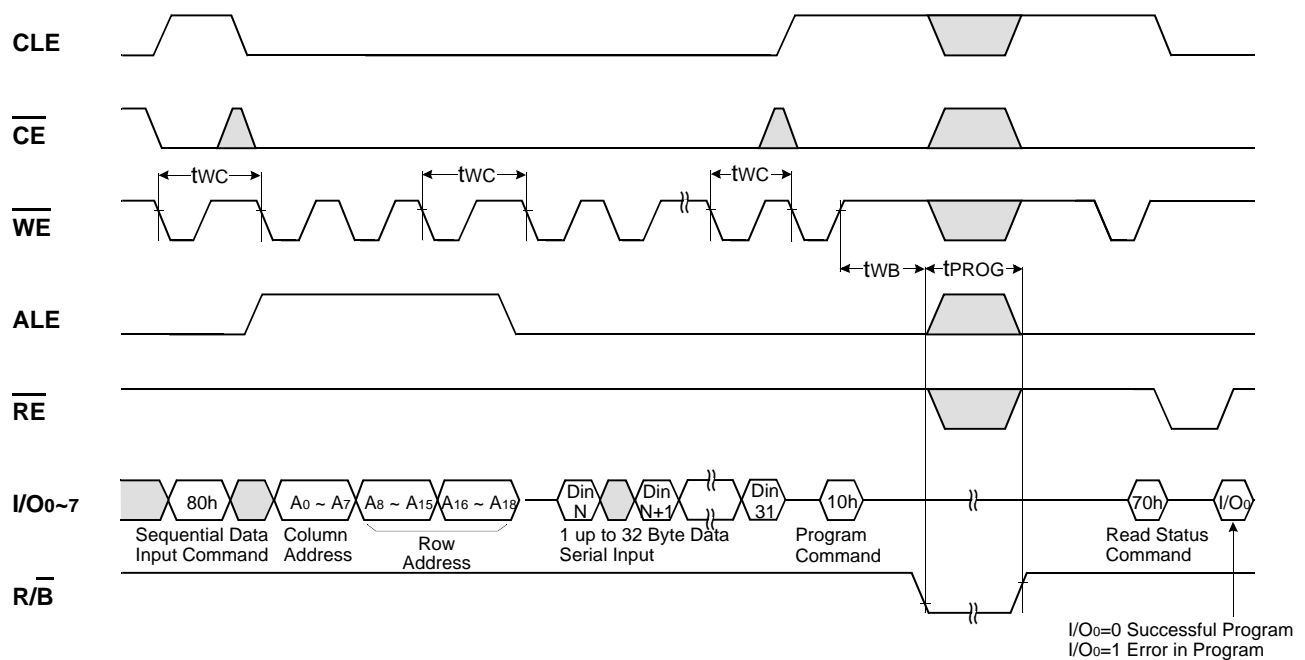 CLE
CE
tWC
tWC
tWC
WE
tWB
tPROG
ALE
RE
I/O0~7
80h
A0 ~ A7
A8 ~ A15
A16 ~ A18
Din
N
Din
N+1
Din
31
10h
70h
I/O0
Sequential Data
Input Command
Column
Address
Row
Address
1 up to 32 Byte Data
Serial Input
Program
Command
Read Status
Command
R/B
I/O0=0 Successful Program
I/O0=1 Error in Program